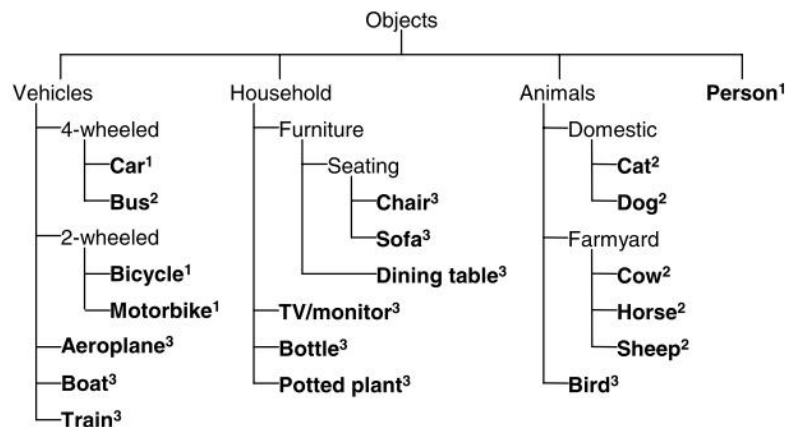 Objects
Vehicles Household Animals Person¹
4-wheeled Furniture Domestic
Car¹ Seating Cat²
Bus² Chair³ Dog²
2-wheeled Sofa³ Farmyard
Bicycle¹ Dining table³ Cow²
Motorbike¹ TV/monitor³ Horse²
Aeroplane³ Bottle³ Sheep²
Boat³ Potted plant³ Bird³
Train³